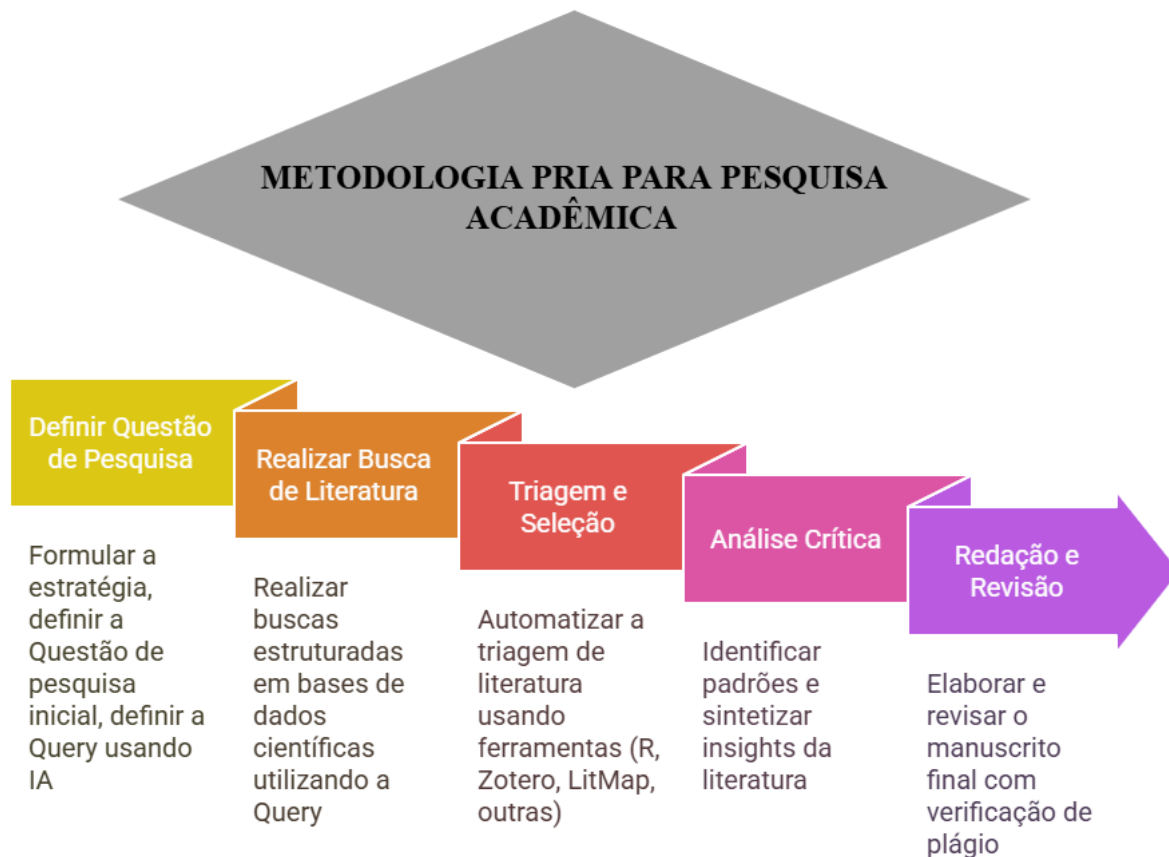 METODOLOGIA PRIA PARA PESQUISA
ACADÊMICA
Definir Questão
de Pesquisa
Formular a
estratégia,
definir a
Questão de
pesquisa
inicial, definir a
Query usando
IA
Realizar Busca
de Literatura
Realizar
buscas
estruturadas
em bases de
dados
científicas
utilizando a
Query
Triagem e
Seleção
Automatizar a
triagem de
literatura
usando
ferramentas (R,
Zotero, LitMap,
outras)
Análise Crítica
Identificar
padrões e
sintetizar
insights da
literatura
Redação e
Revisão
Elaborar e
revisar o
manuscrito
final com
verificação de
plágio